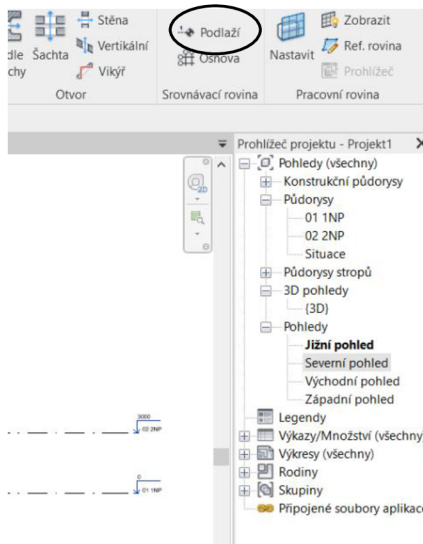 Stěna
Podlaží
Zobrazit
dle
Šachta
Vertikální
Osnova
Nastavit
Ref. rovina
chy
Vikýř
Prohlížeč
Otvor
Srovnávací rovina
Pracovní rovina
Prohlížeč projektu - Projekt1
Pohledy (všechny)
Konstrukční půdorysy
Půdorysy
01 1NP
02 2NP
Situace
Půdorysy stropů
3D pohledy
{3D}
Pohledy
Jižní pohled
Severní pohled
Východní pohled
Západní pohled
Legendy
Výkazy/Množství (všechny)
Výkresy (všechny)
Rodiny
Skupiny
Připojené soubory aplikace
2D
3000
02 2NP
0
01 1NP